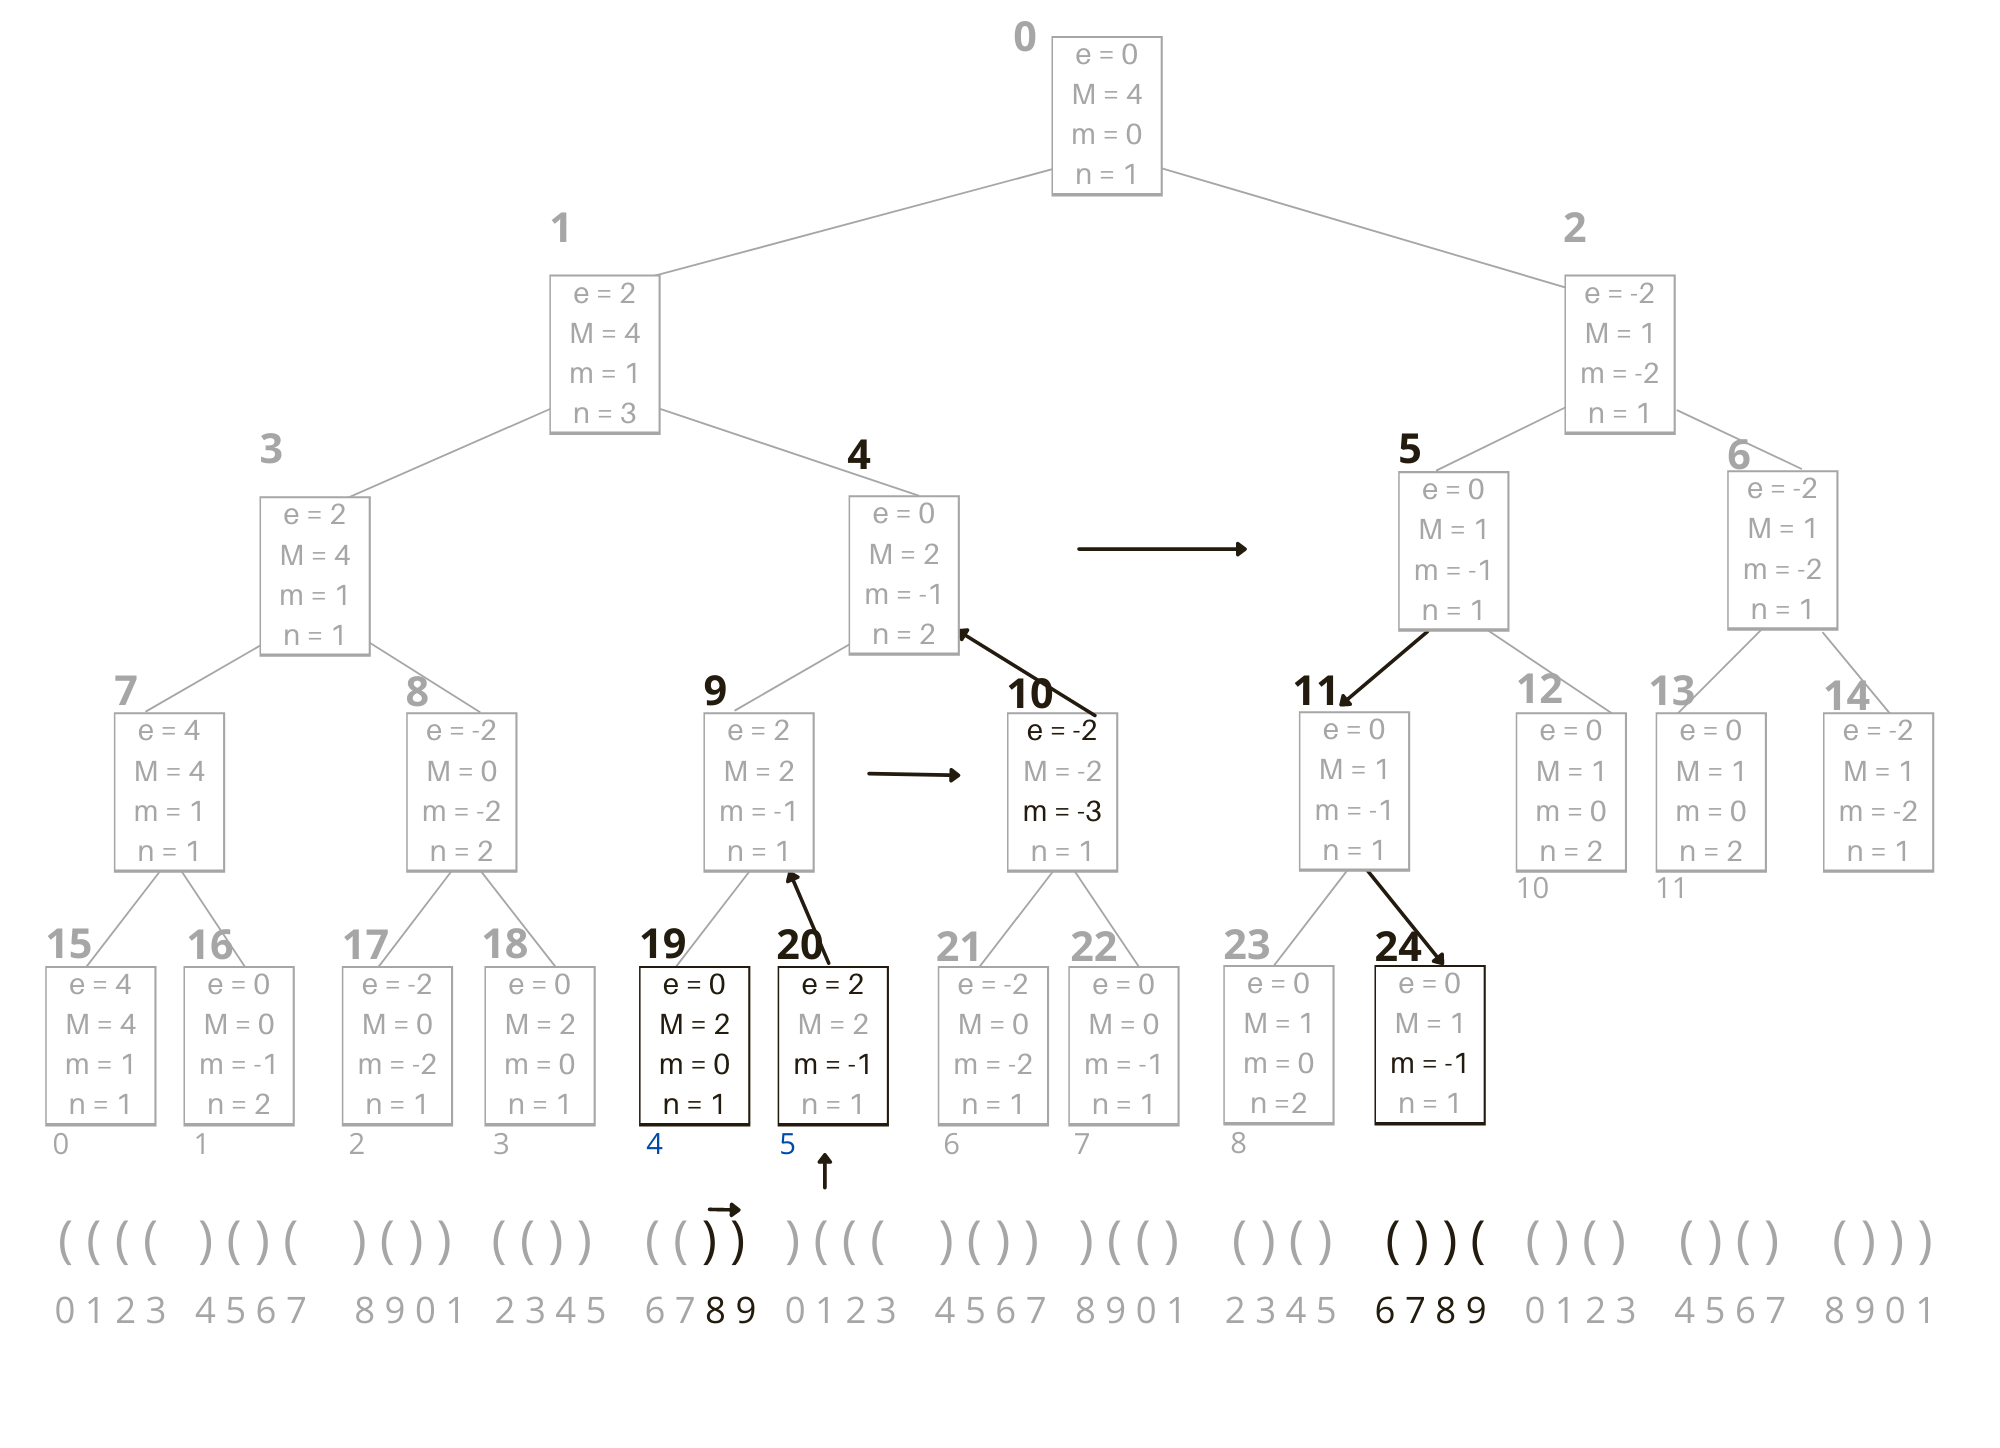 0
e = 0
M = 4
m = 0
n = 1
1
e = 2
M = 4
m = 1
n = 3
2
e = -2
M = 1
m = -2
n = 1
3
e = 2
M = 4
m = 1
n = 1
4
e = 0
M = 2
m = -1
n = 2
5
e = 0
M = 1
m = -1
n = 1
6
e = -2
M = 1
m = -2
n = 1
7
e = 4
M = 4
m = 1
n = 1
8
e = -2
M = 0
m = -2
n = 2
9
e = 2
M = 2
m = -1
n = 1
10
e = -2
M = -2
m = -3
n = 1
11
e = 0
M = 1
m = -1
n = 1
12
e = 0
M = 1
m = 0
n = 2
10
13
e = 0
M = 1
m = 0
n = 2
11
14
e = -2
M = 1
m = -2
n = 1
15
e = 4
M = 4
m = 1
n = 1
0
16
e = 0
M = 0
m = -1
n = 2
1
17
e = -2
M = 0
m = -2
n = 1
2
18
e = 0
M = 2
m = 0
n = 1
3
19
e = 0
M = 2
m = 0
n = 1
4
20
e = 2
M = 2
m = -1
n = 1
5
21
e = -2
M = 0
m = -2
n = 1
6
22
e = 0
M = 0
m = -1
n = 1
7
23
e = 0
M = 1
m = 0
n =2
8
24
e = 0
M = 1
m = -1
n = 1
( ( ( ( ) ( ) ( ) ( ) ) ( ( ) ) ( ( ) ) ) ( ( ( ) ( ) ) ) ( ( ) ( ) ( ) ( ) ) ( ( ) ( ) ( ) ( ) ( ) ) )
0 1 2 3 4 5 6 7 8 9 0 1 2 3 4 5 6 7 8 9 0 1 2 3 4 5 6 7 8 9 0 1 2 3 4 5 6 7 8 9 0 1 2 3 4 5 6 7 8 9 0 1